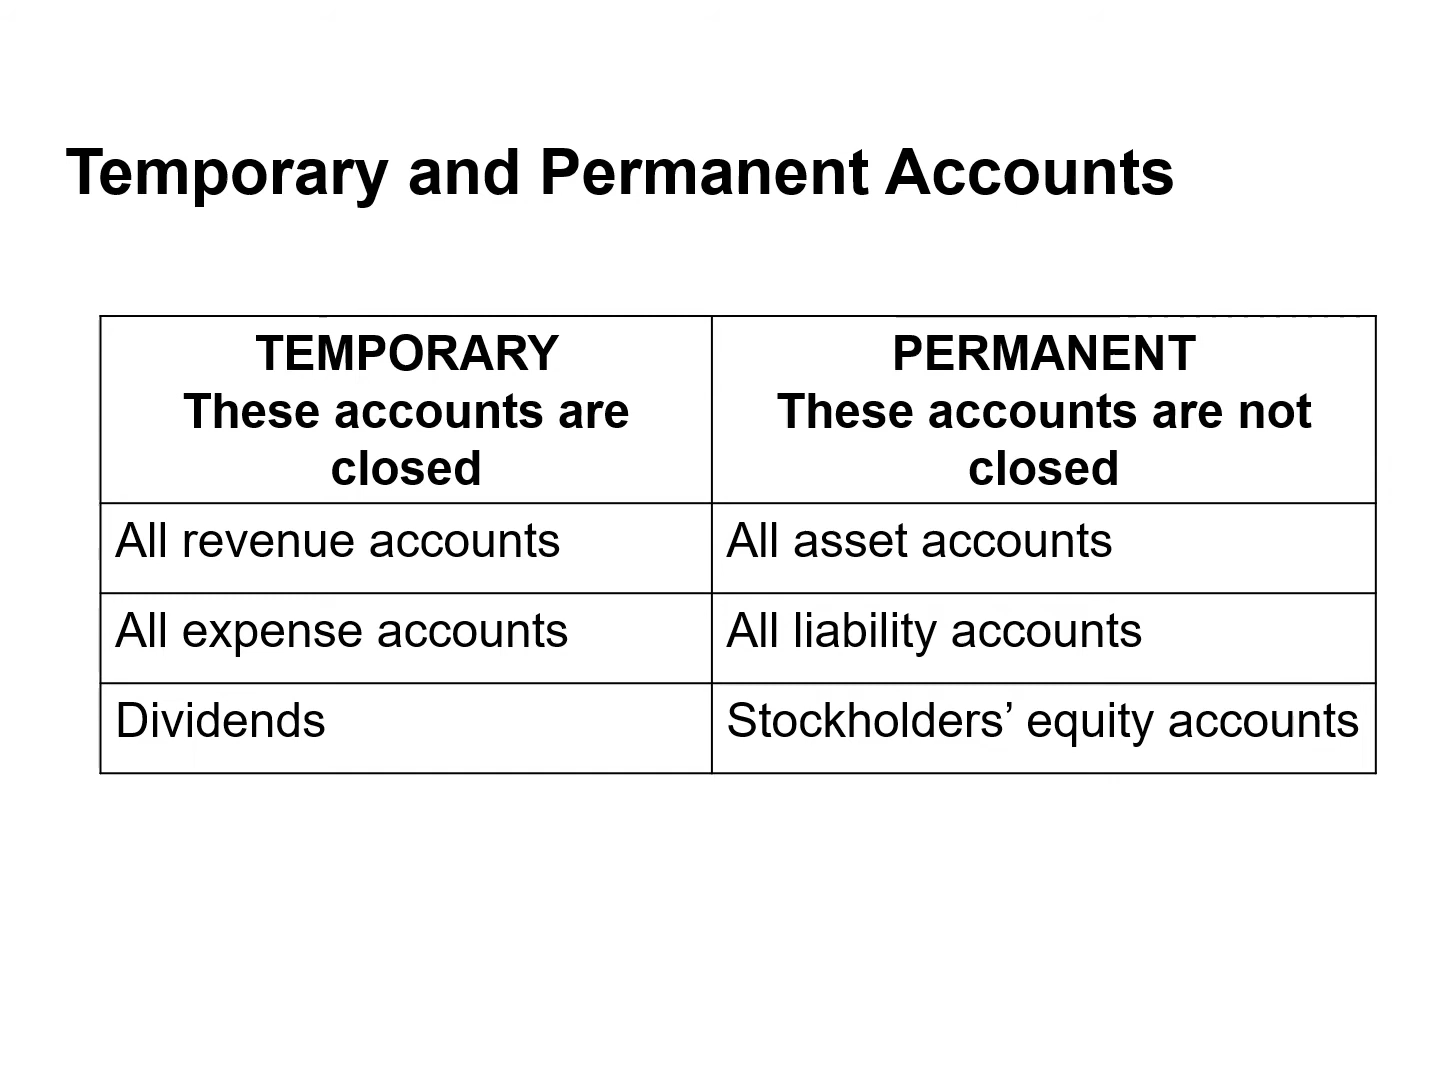 Temporary and Permanent Accounts
TEMPORARY
These accounts are
closed
PERMANENT
These accounts are not
closed
All revenue accounts
All asset accounts
All expense accounts
All liability accounts
Dividends
Stockholders’ equity accounts